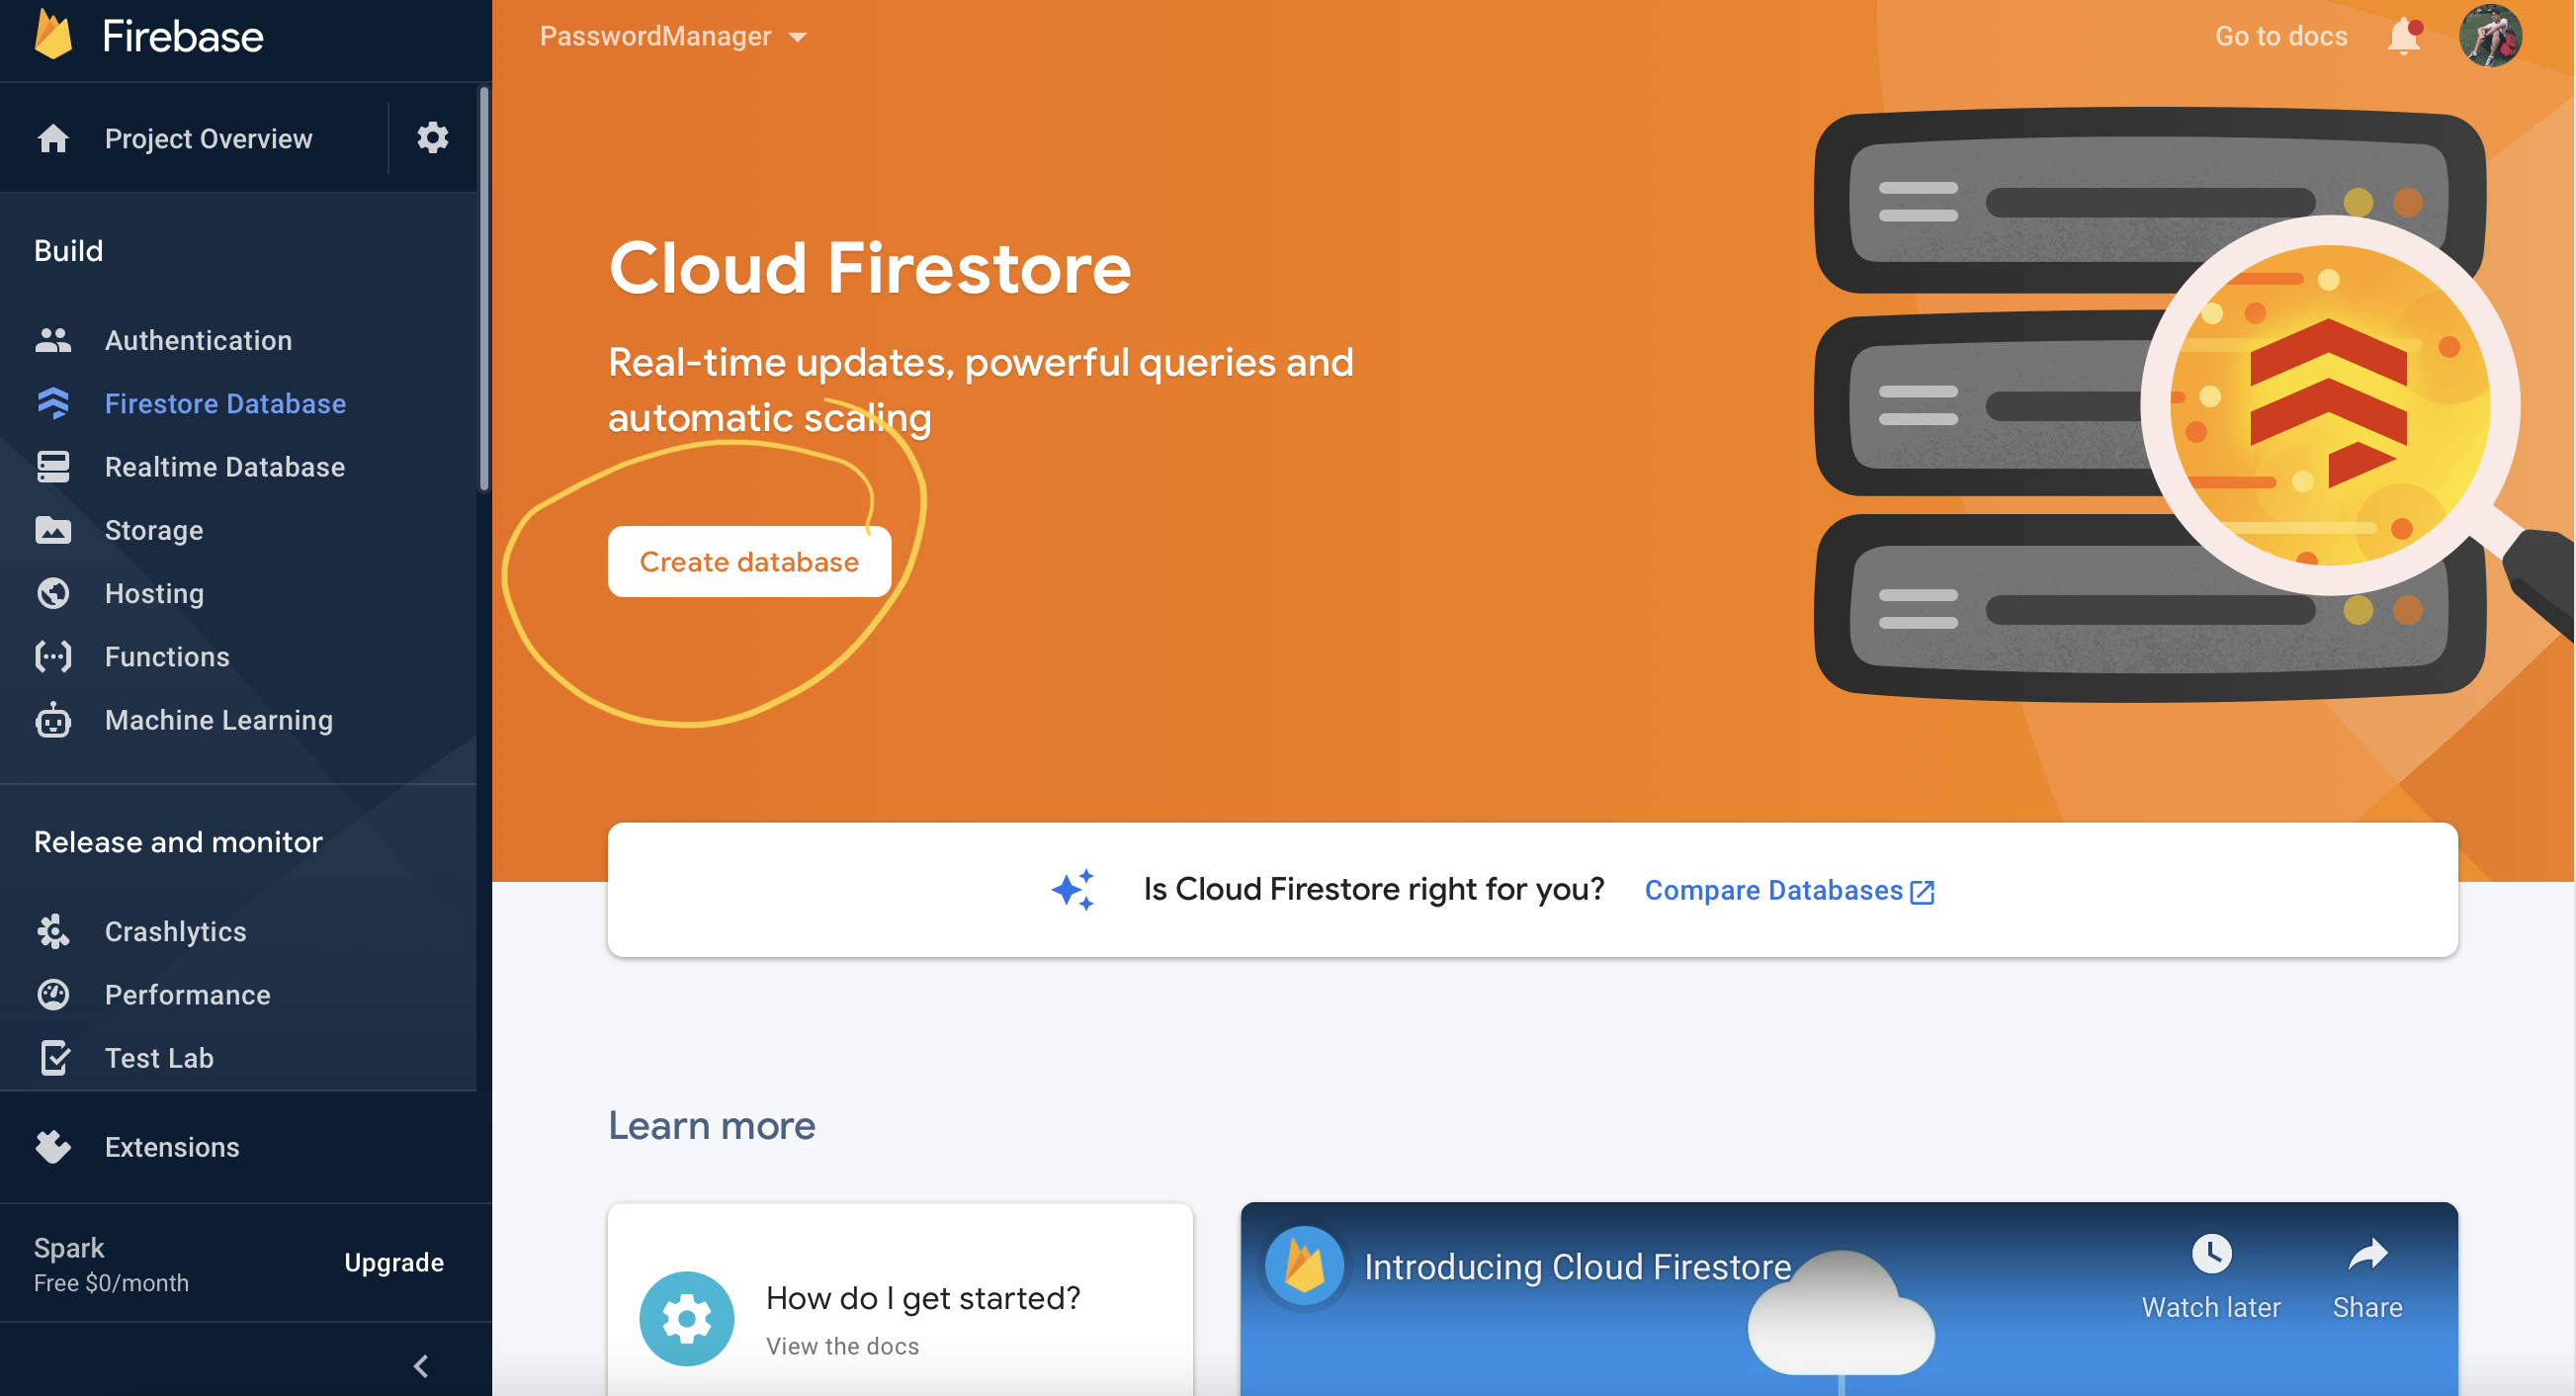 Firebase
Project Overview
Build
Authentication
Firestore Database
Realtime Database
Storage
Hosting
Functions
Machine Learning
Release and monitor
Crashlytics
Performance
Test Lab
Extensions
Spark
Free $0/month
Upgrade
PasswordManager
Go to docs
Cloud Firestore
Real-time updates, powerful queries and
automatic scaling
Create database
Is Cloud Firestore right for you?
Compare Databases
Learn more
How do I get started?
View the docs
Introducing Cloud Firestore
Watch later
Share